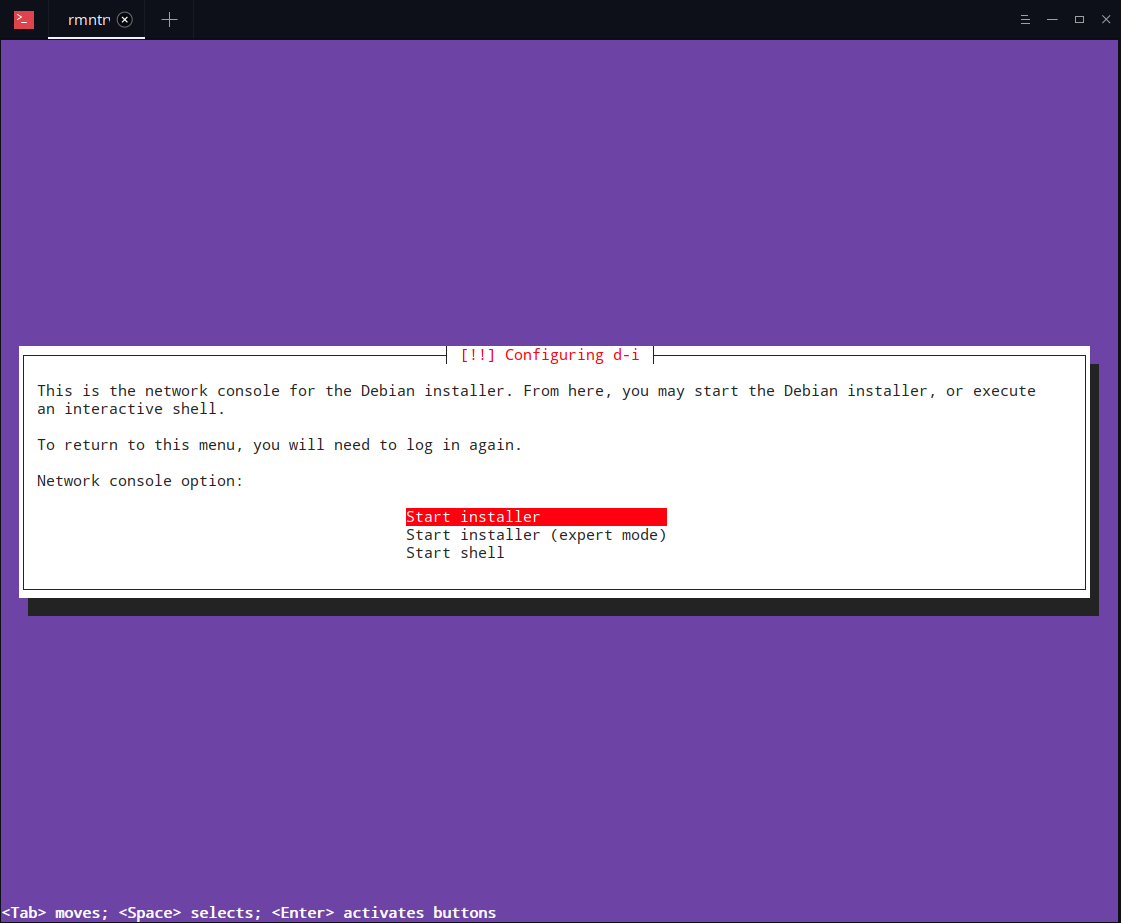 rmntr
[!!] Configuring d-i
This is the network console for the Debian installer. From here, you may start the Debian installer, or execute
an interactive shell.
To return to this menu, you will need to log in again.
Network console option:
Start installer
Start installer (expert mode)
Start shell
<Tab> moves; <Space> selects; <Enter> activates buttons